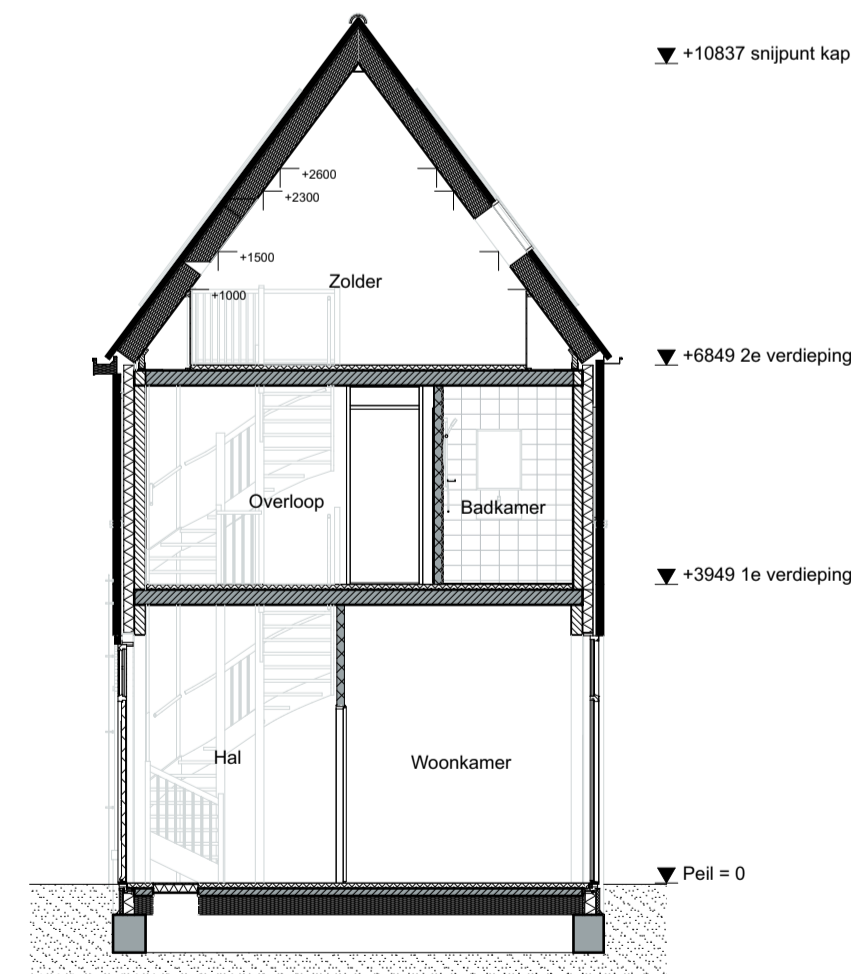 +10837 snijpunt kap
+2600
+2300
+1500
Zolder
+1000
+6849 2e verdieping
Overloop
Badkamer
+3949 1e verdieping
Hal
Woonkamer
Peil = 0